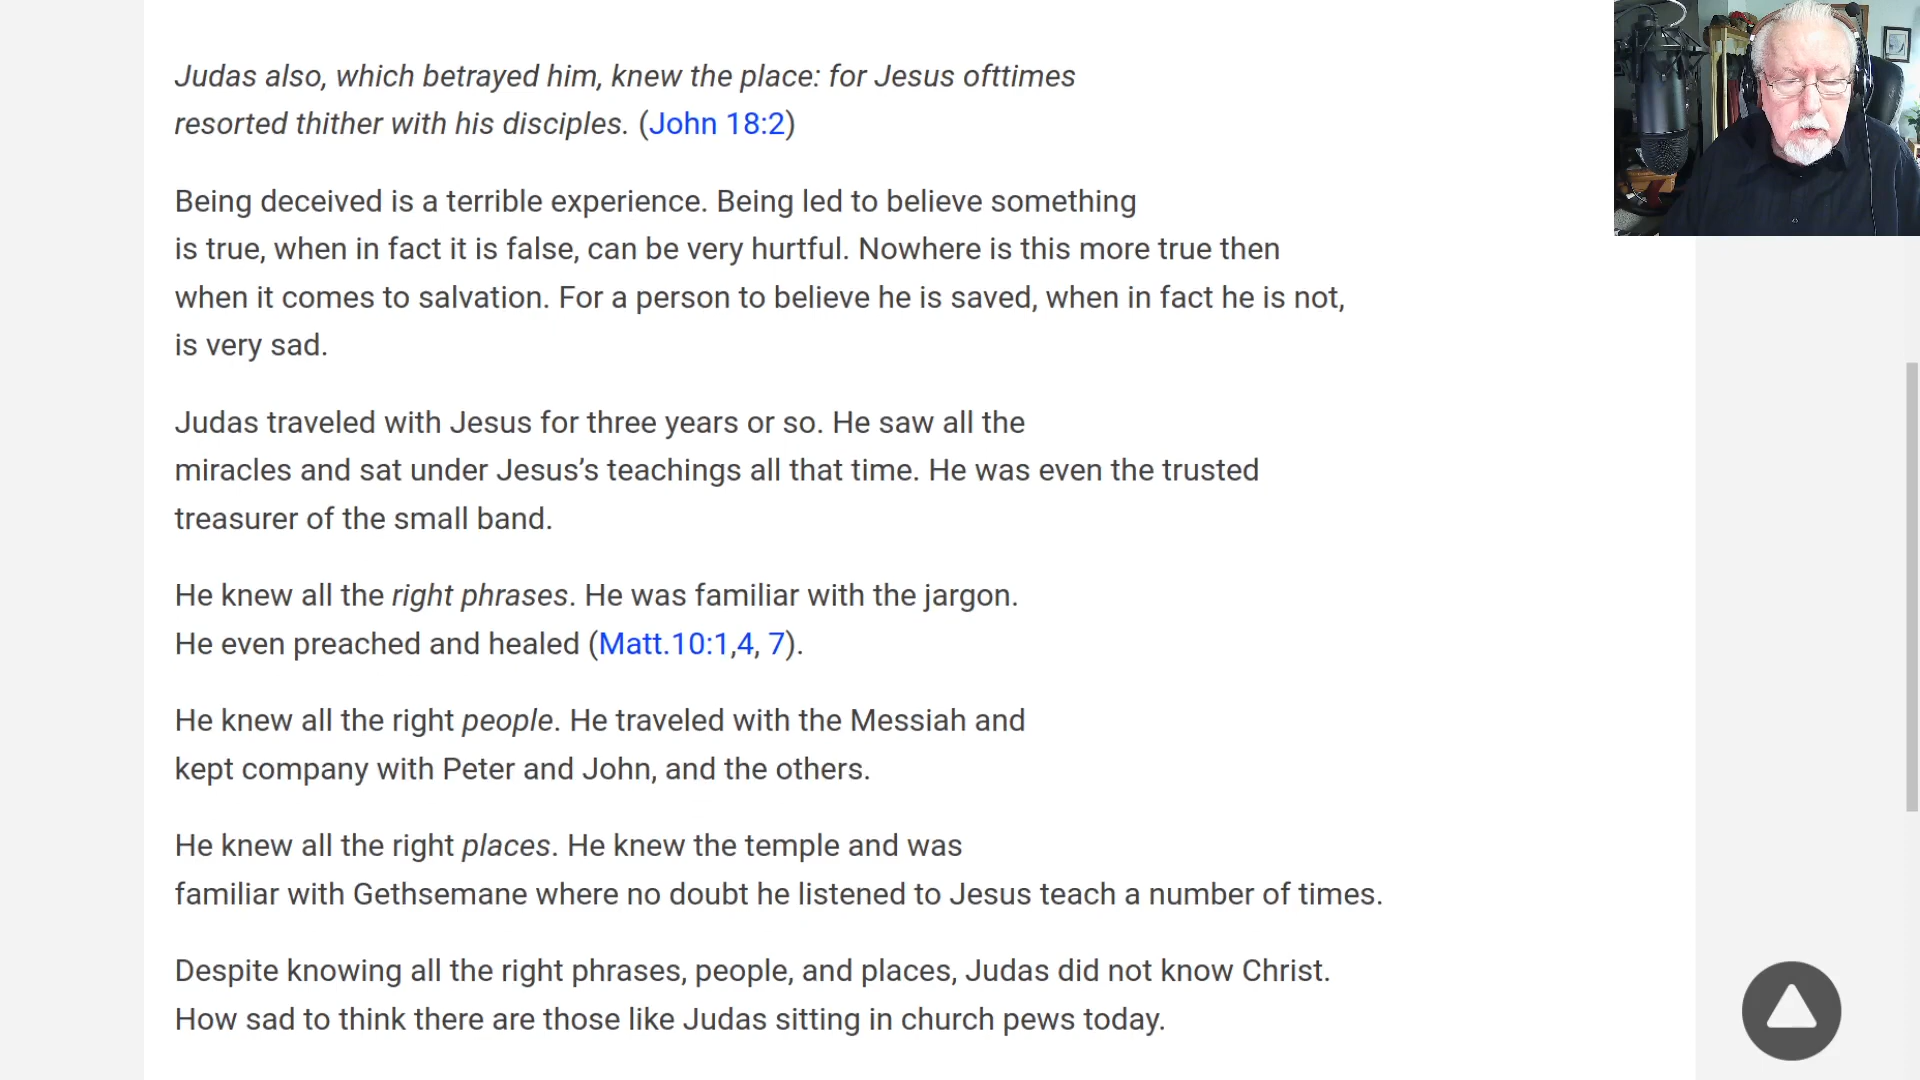 Judas also, which betrayed him, knew the place: for Jesus ofttimes
resorted thither with his disciples. (John 18:2)
Being deceived is a terrible experience. Being led to believe something
is true, when in fact it is false, can be very hurtful. Nowhere is this more true then
when it comes to salvation. For a person to believe he is saved, when in fact he is not,
is very sad.
Judas traveled with Jesus for three years or so. He saw all the
miracles and sat under Jesus’s teachings all that time. He was even the trusted
treasurer of the small band.
He knew all the right phrases. He was familiar with the jargon.
He even preached and healed (Matt.10:1,4, 7).
He knew all the right people. He traveled with the Messiah and
kept company with Peter and John, and the others.
He knew all the right places. He knew the temple and was
familiar with Gethsemane where no doubt he listened to Jesus teach a number of times.
Despite knowing all the right phrases, people, and places, Judas did not know Christ.
How sad to think there are those like Judas sitting in church pews today.